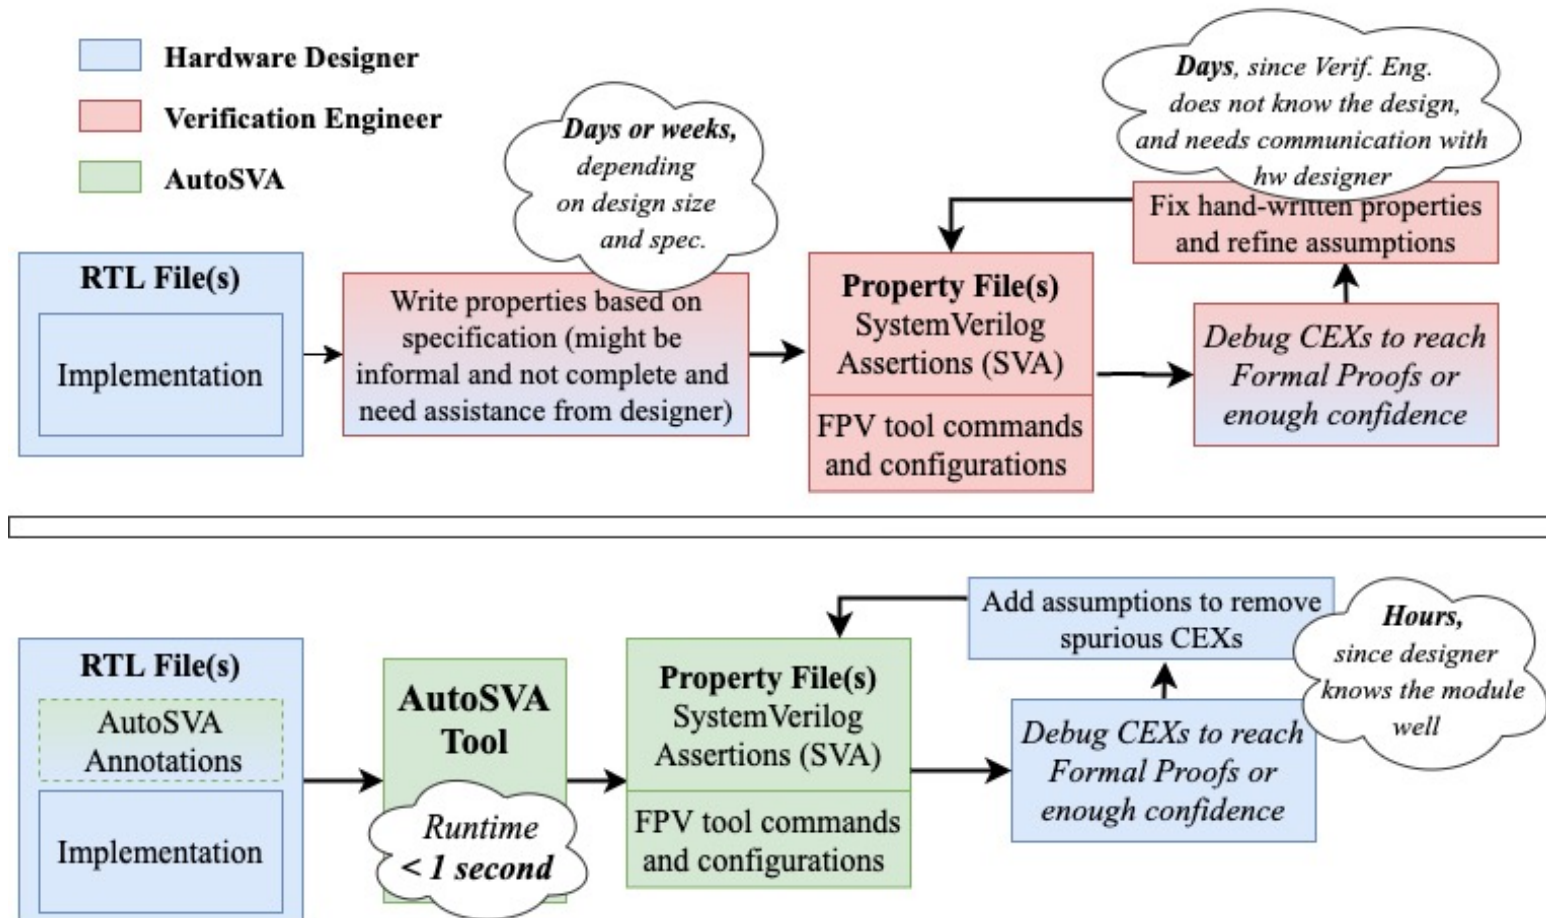 Hardware Designer
Verification Engineer
AutoSVA
Days or weeks,
depending
on design size
and spec.
Days, since Verif. Eng.
does not know the design,
and needs communication with
hw designer
RTL File(s)
Implementation
Write properties based on
specification (might be
informal and not complete and
need assistance from designer)
Property File(s)
SystemVerilog
Assertions (SVA)
FPV tool commands
and configurations
Fix hand-written properties
and refine assumptions
Debug CEXs to reach
Formal Proofs or
enough confidence
RTL File(s)
AutoSVA
Annotations
Implementation
AutoSVA
Tool
Runtime
< 1 second
Property File(s)
SystemVerilog
Assertions (SVA)
FPV tool commands
and configurations
Add assumptions to remove
spurious CEXs
Hours,
since designer
knows the module
well
Debug CEXs to reach
Formal Proofs or
enough confidence